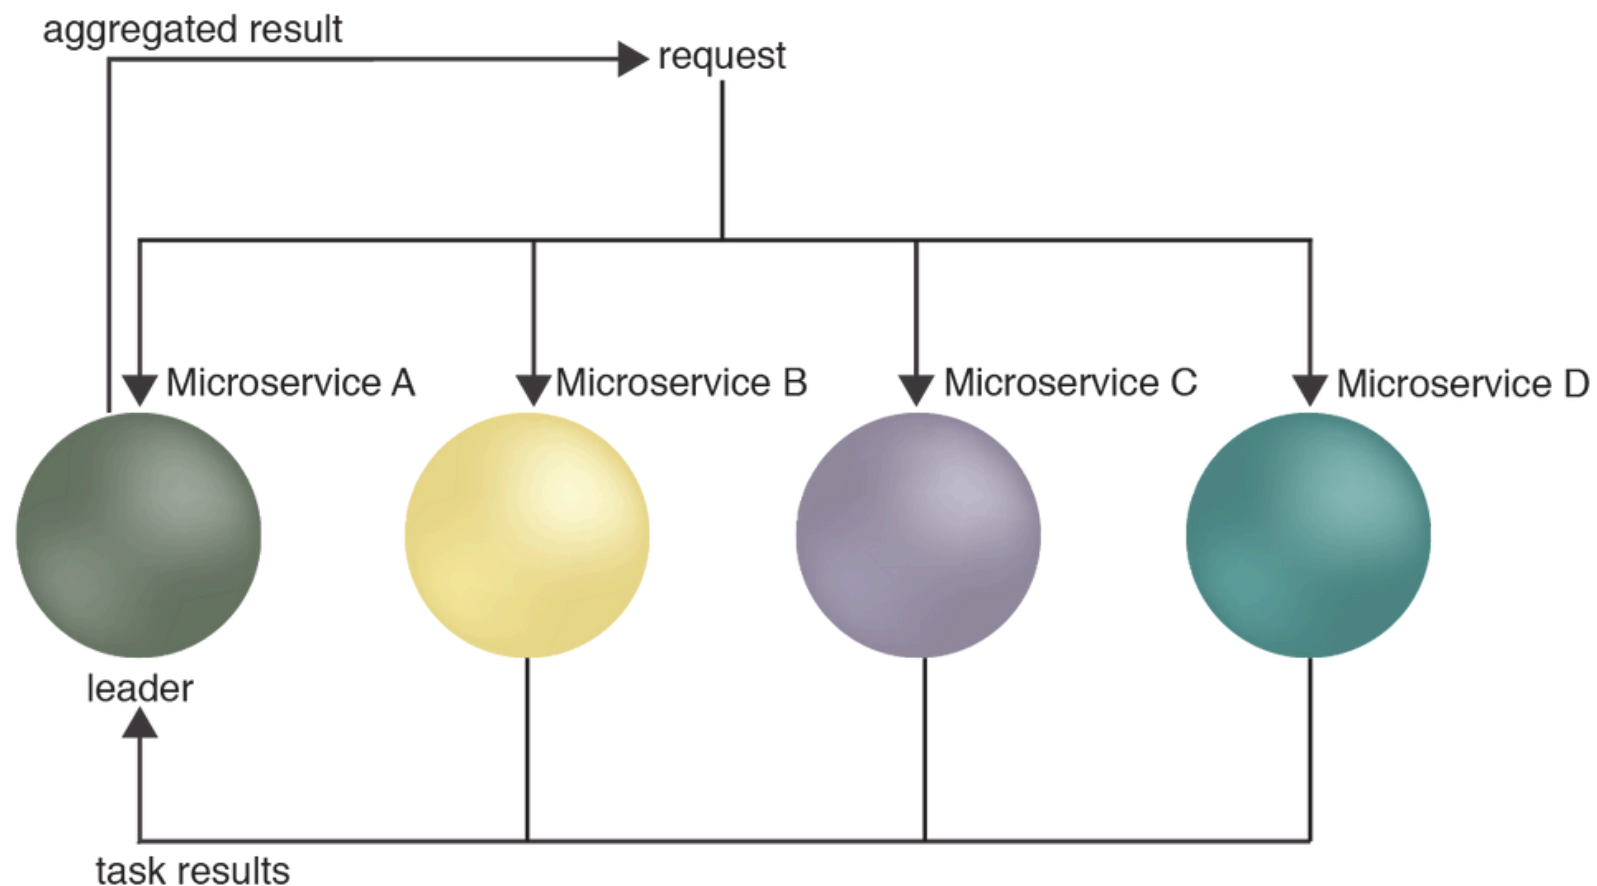 aggregated result
request
Microservice A
Microservice B
Microservice C
Microservice D
leader
task results